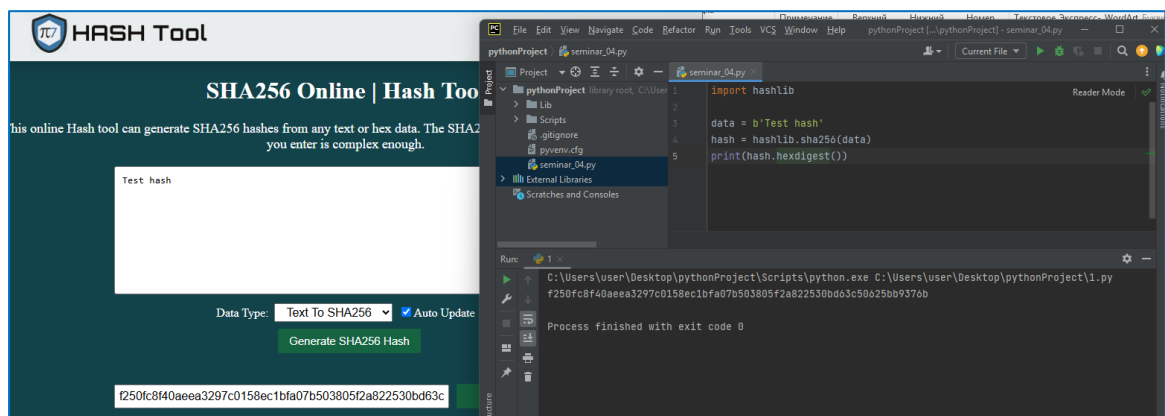 π7 HASH Tool
SHA256 Online | Hash Too
his online Hash tool can generate SHA256 hashes from any text or hex data. The SHA2
you enter is complex enough.
Test hash
Data Type: Text To SHA256 Auto Update
Generate SHA256 Hash
f250fc8f40aeea3297c0158ec1bfa07b503805f2a822530bd63c
Примечание Верхний Нижний Номер Текстовое Экспресс- WordArt
PC File Edit View Navigate Code Refactor Run Tools VCS Window Help pythonProject [...\pythonProject] - seminar_04.py
pythonProject seminar_04.py Current File
Project seminar_04.py
Project
pythonProject library root, C:\User
Lib
Scripts
.gitignore
pyvenv.cfg
seminar_04.py
External Libraries
Scratches and Consoles
1 import hashlib
2
3 data = b'Test hash'
4 hash = hashlib.sha256(data)
5 print(hash.hexdigest())
Reader Mode
Notifications
Run: 1
C:\Users\user\Desktop\pythonProject\Scripts\python.exe C:\Users\user\Desktop\pythonProject\1.py
f250fc8f40aeea3297c0158ec1bfa07b503805f2a822530bd63c50625bb9376b
Process finished with exit code 0
ucture